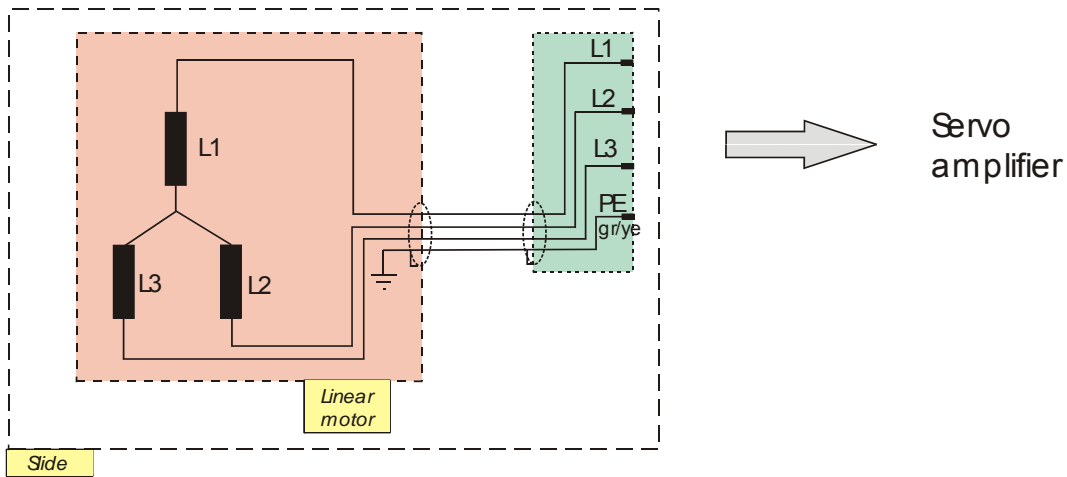 L1
L2
L3
PE
gr/ye
L1
L3
L2
Linear
motor
Slide
Servo
amplifier